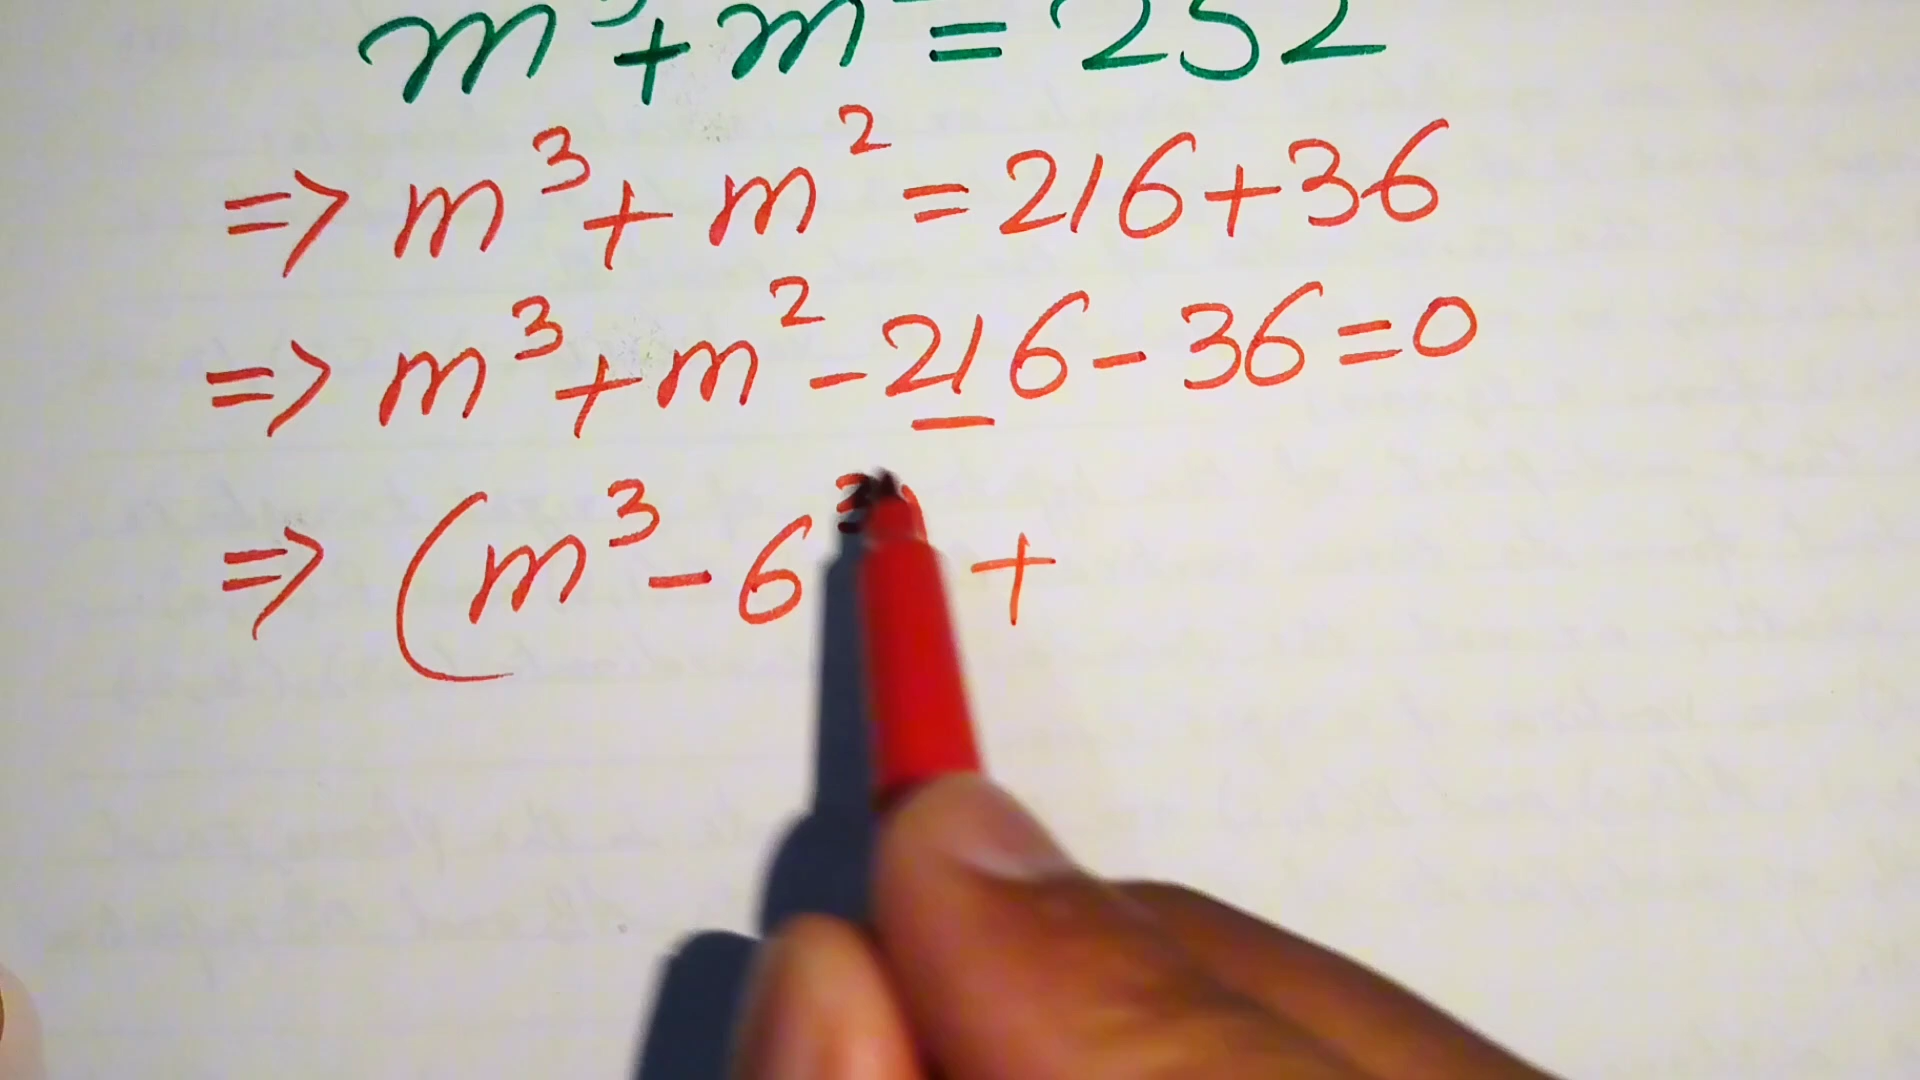 m³+m²=252
=> m³+m²=216+36
=> m³+m²-216-36=0
=> (m³-6³)+